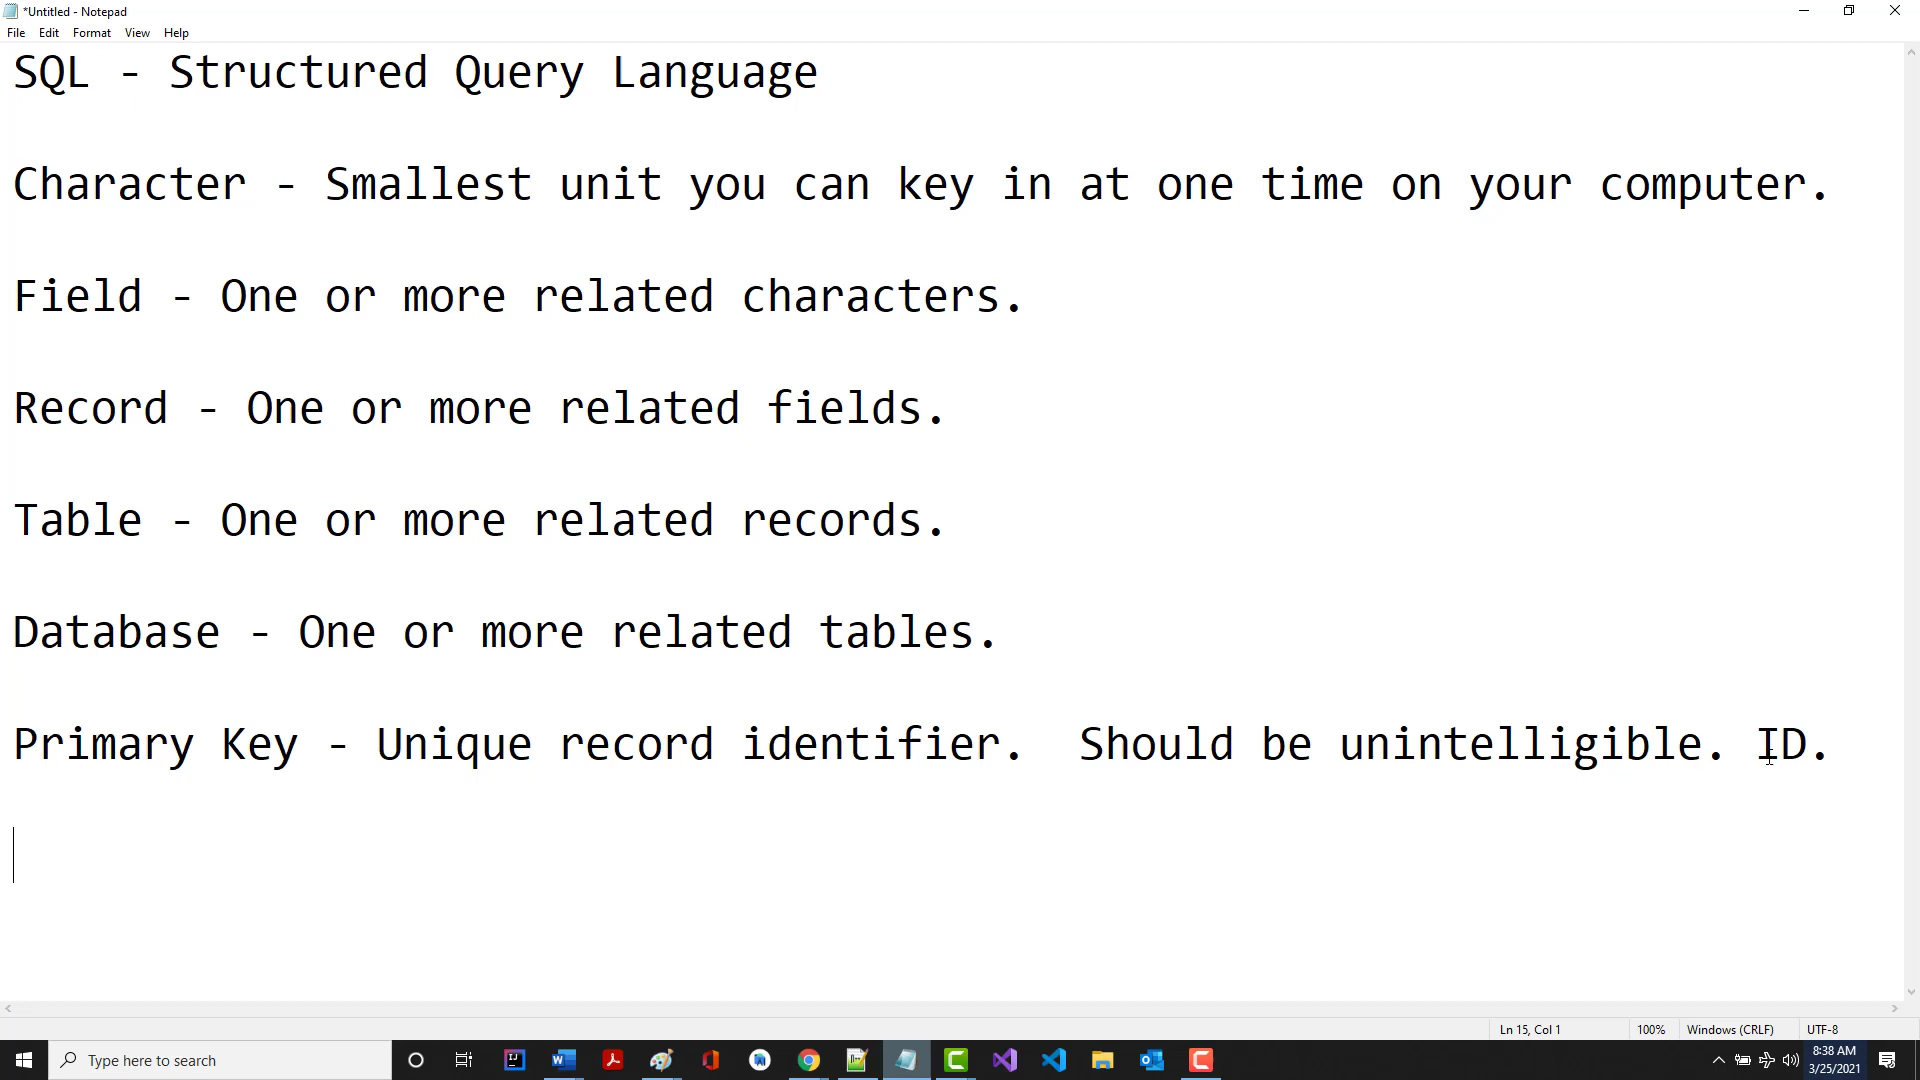 *Untitled - Notepad
File Edit Format View Help
SQL - Structured Query Language
Character - Smallest unit you can key in at one time on your computer.
Field - One or more related characters.
Record - One or more related fields.
Table - One or more related records.
Database - One or more related tables.
Primary Key - Unique record identifier.  Should be unintelligible. ID.
Ln 15, Col 1 100% Windows (CRLF) UTF-8
Type here to search
8:38 AM
3/25/2021